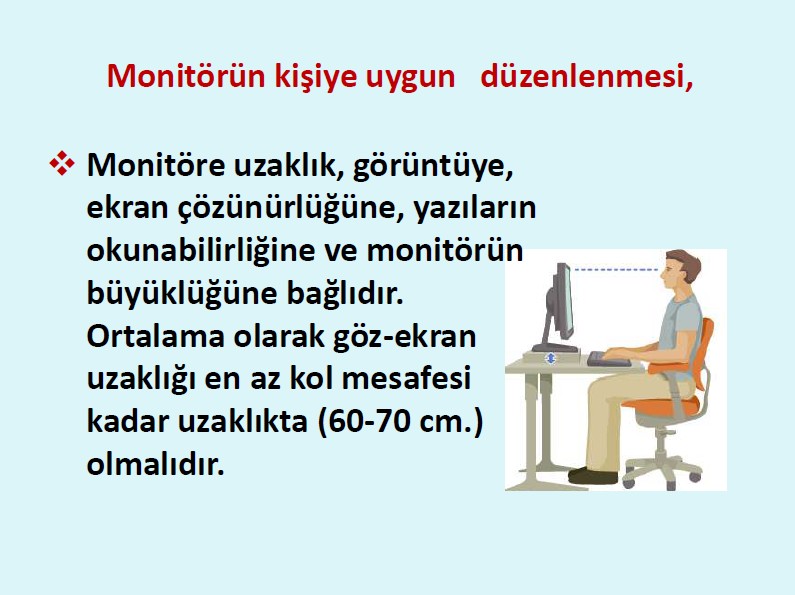 Monitörün kişiye uygun düzenlenmesi,
Monitöre uzaklık, görüntüye,
ekran çözünürlüğüne, yazıların
okunabilirliğine ve monitörün
büyüklüğüne bağlıdır.
Ortalama olarak göz-ekran
uzaklığı en az kol mesafesi
kadar uzaklıkta (60-70 cm.)
olmalıdır.